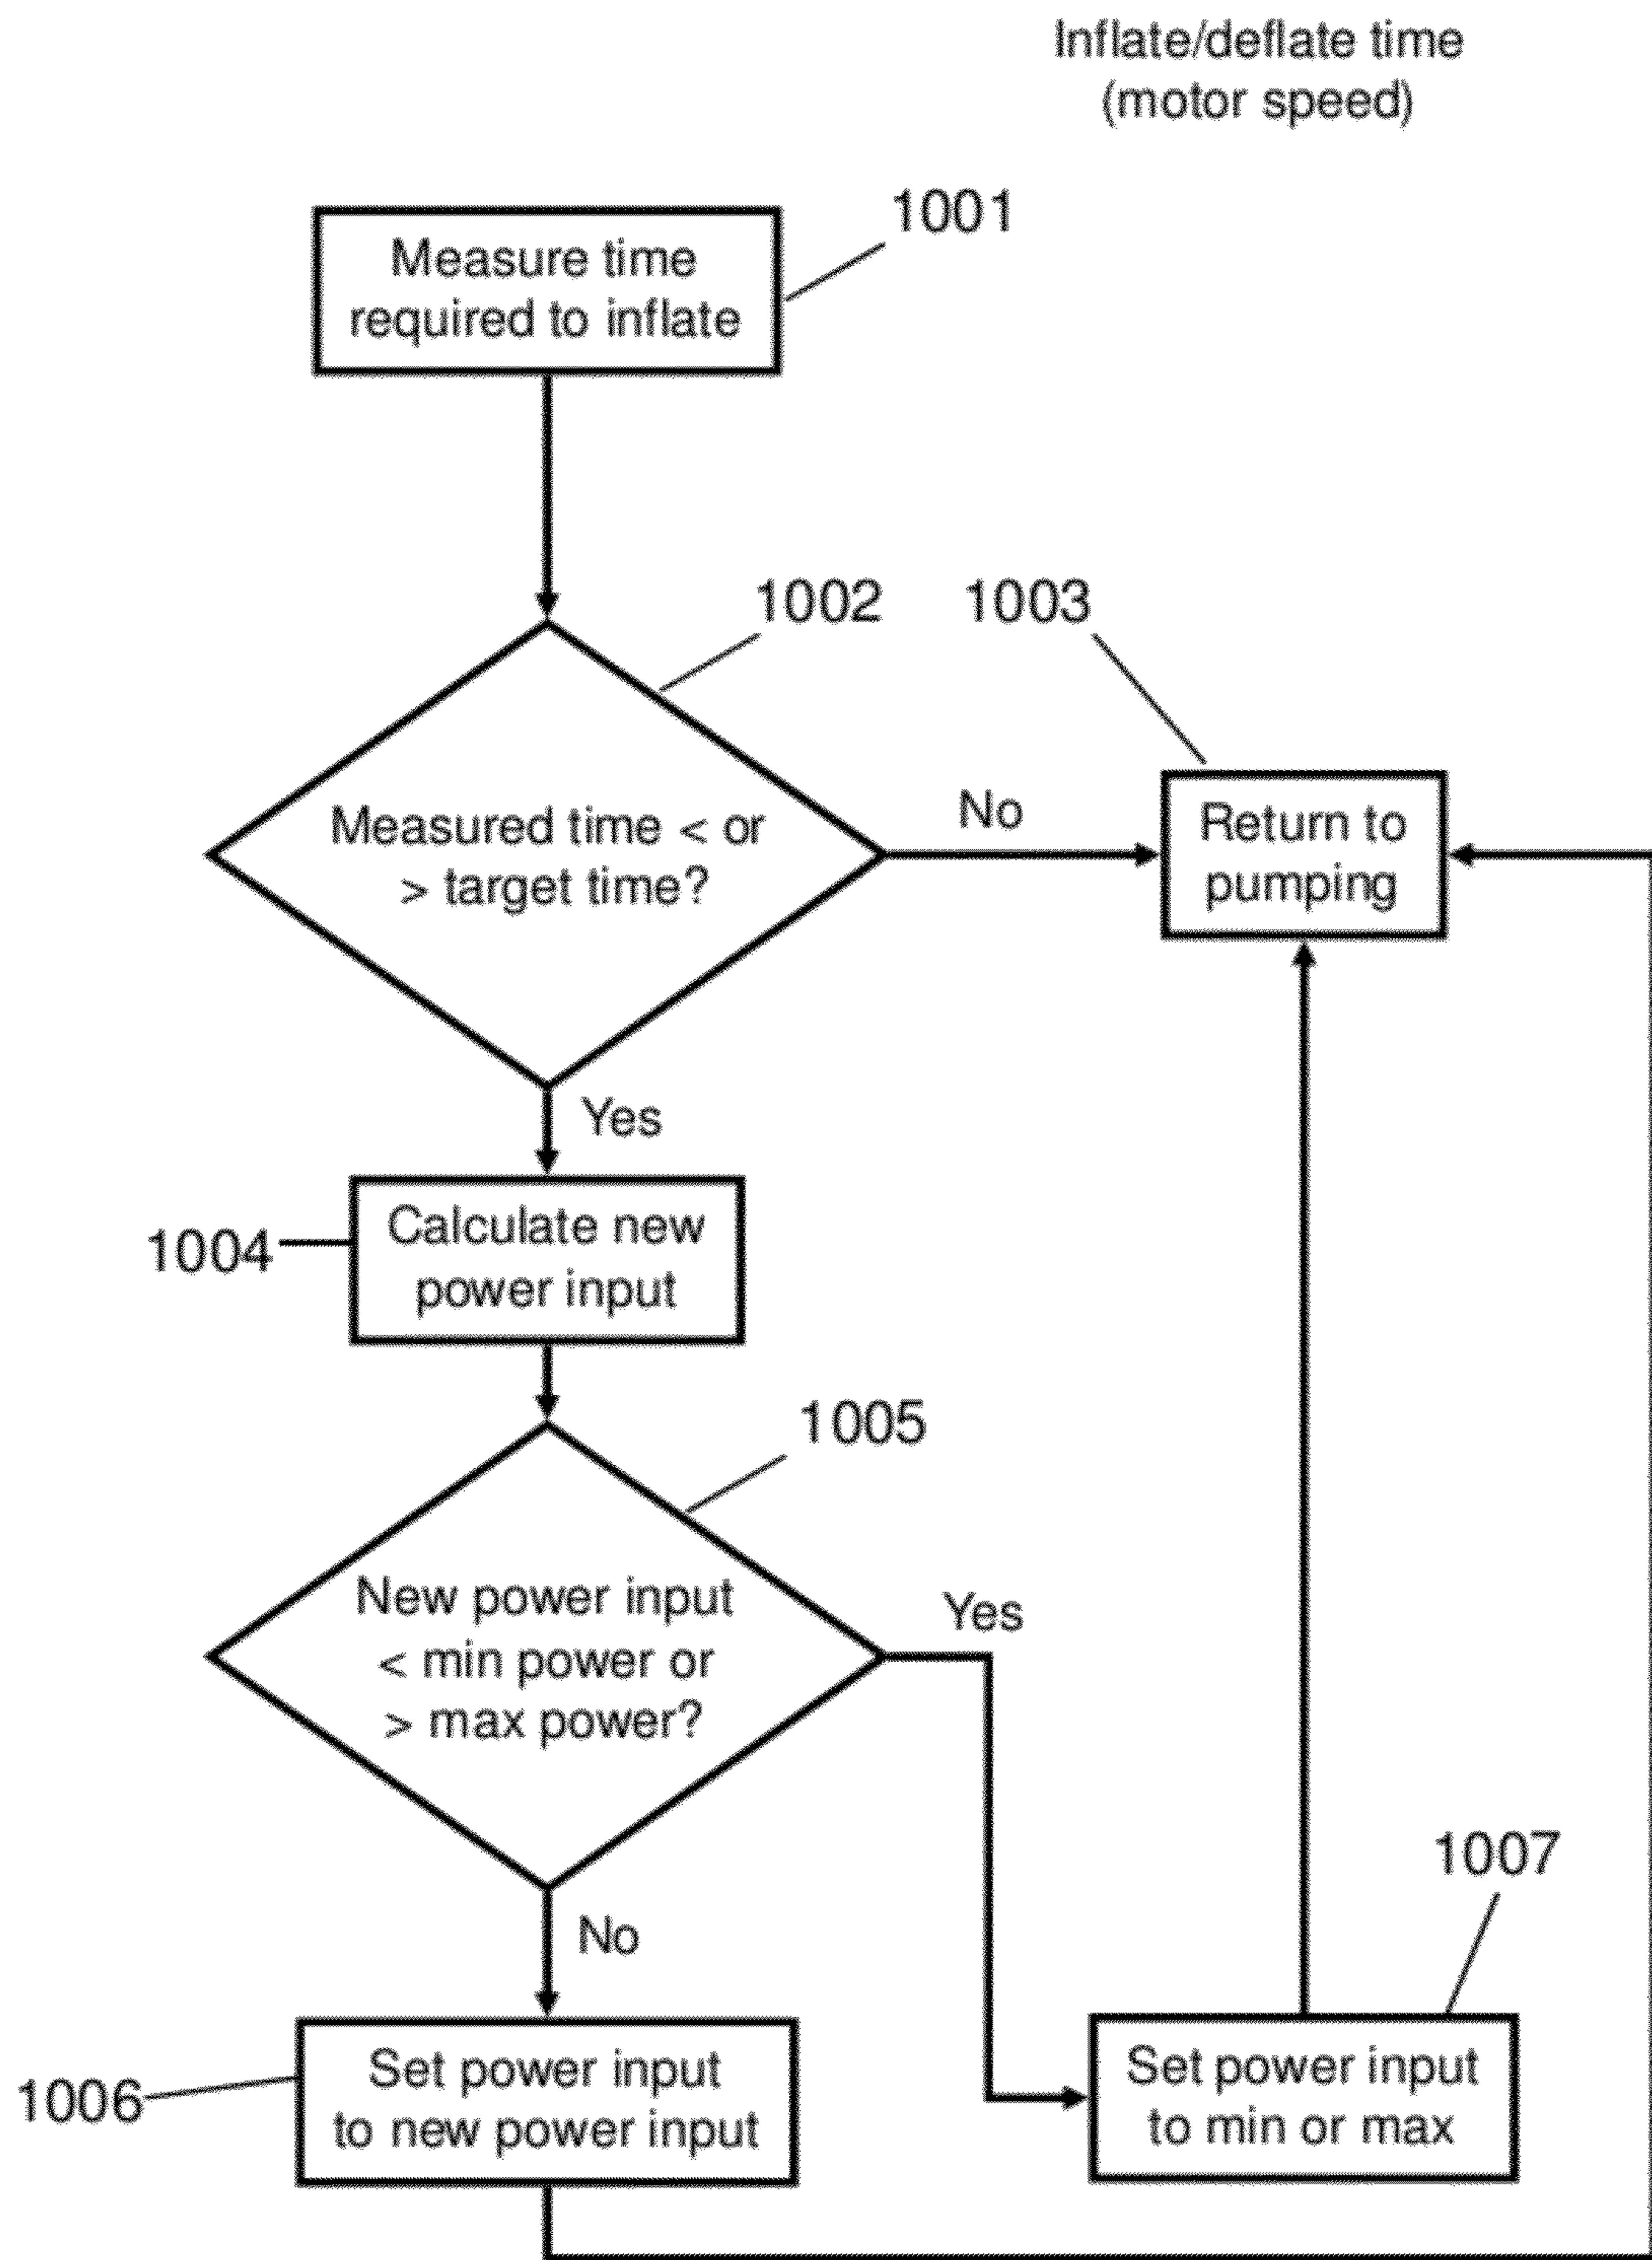 Inflate/deflate time
(motor speed)
1001
Measure time
required to inflate
1002
1003
Measured time < or
> target time?
No
Return to
pumping
Yes
1004
Calculate new
power input
1005
New power input
< min power or
> max power?
Yes
No
1007
1006
Set power input
to new power input
Set power input
to min or max